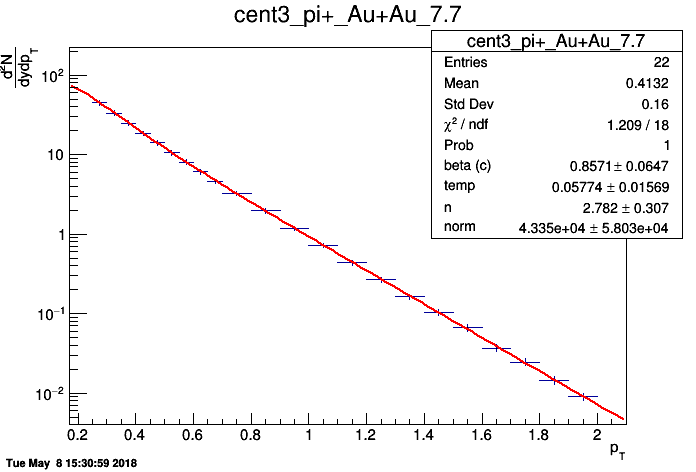 cent3_pi+_Au+Au_7.7
d²N
dydp_T
cent3_pi+_Au+Au_7.7
Entries 22
Mean 0.4132
Std Dev 0.16
χ² / ndf 1.209 / 18
Prob 1
beta (c) 0.8571 ± 0.0647
temp 0.05774 ± 0.01569
n 2.782 ± 0.307
norm 4.335e+04 ± 5.803e+04
10²
10
1
10⁻¹
10⁻²
0.2 0.4 0.6 0.8 1 1.2 1.4 1.6 1.8 2
p_T
Tue May 8 15:30:59 2018